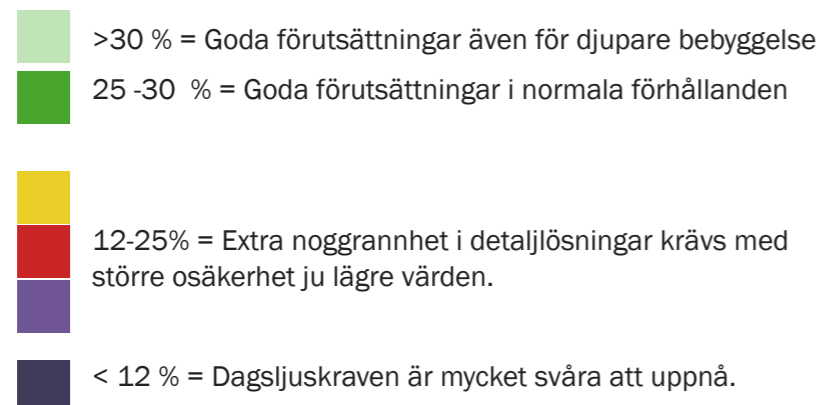 >30 % = Goda förutsättningar även för djupare bebyggelse
25 -30  % = Goda förutsättningar i normala förhållanden
12-25% = Extra noggrannhet i detaljlösningar krävs med
större osäkerhet ju lägre värden.
< 12 % = Dagsljuskraven är mycket svåra att uppnå.